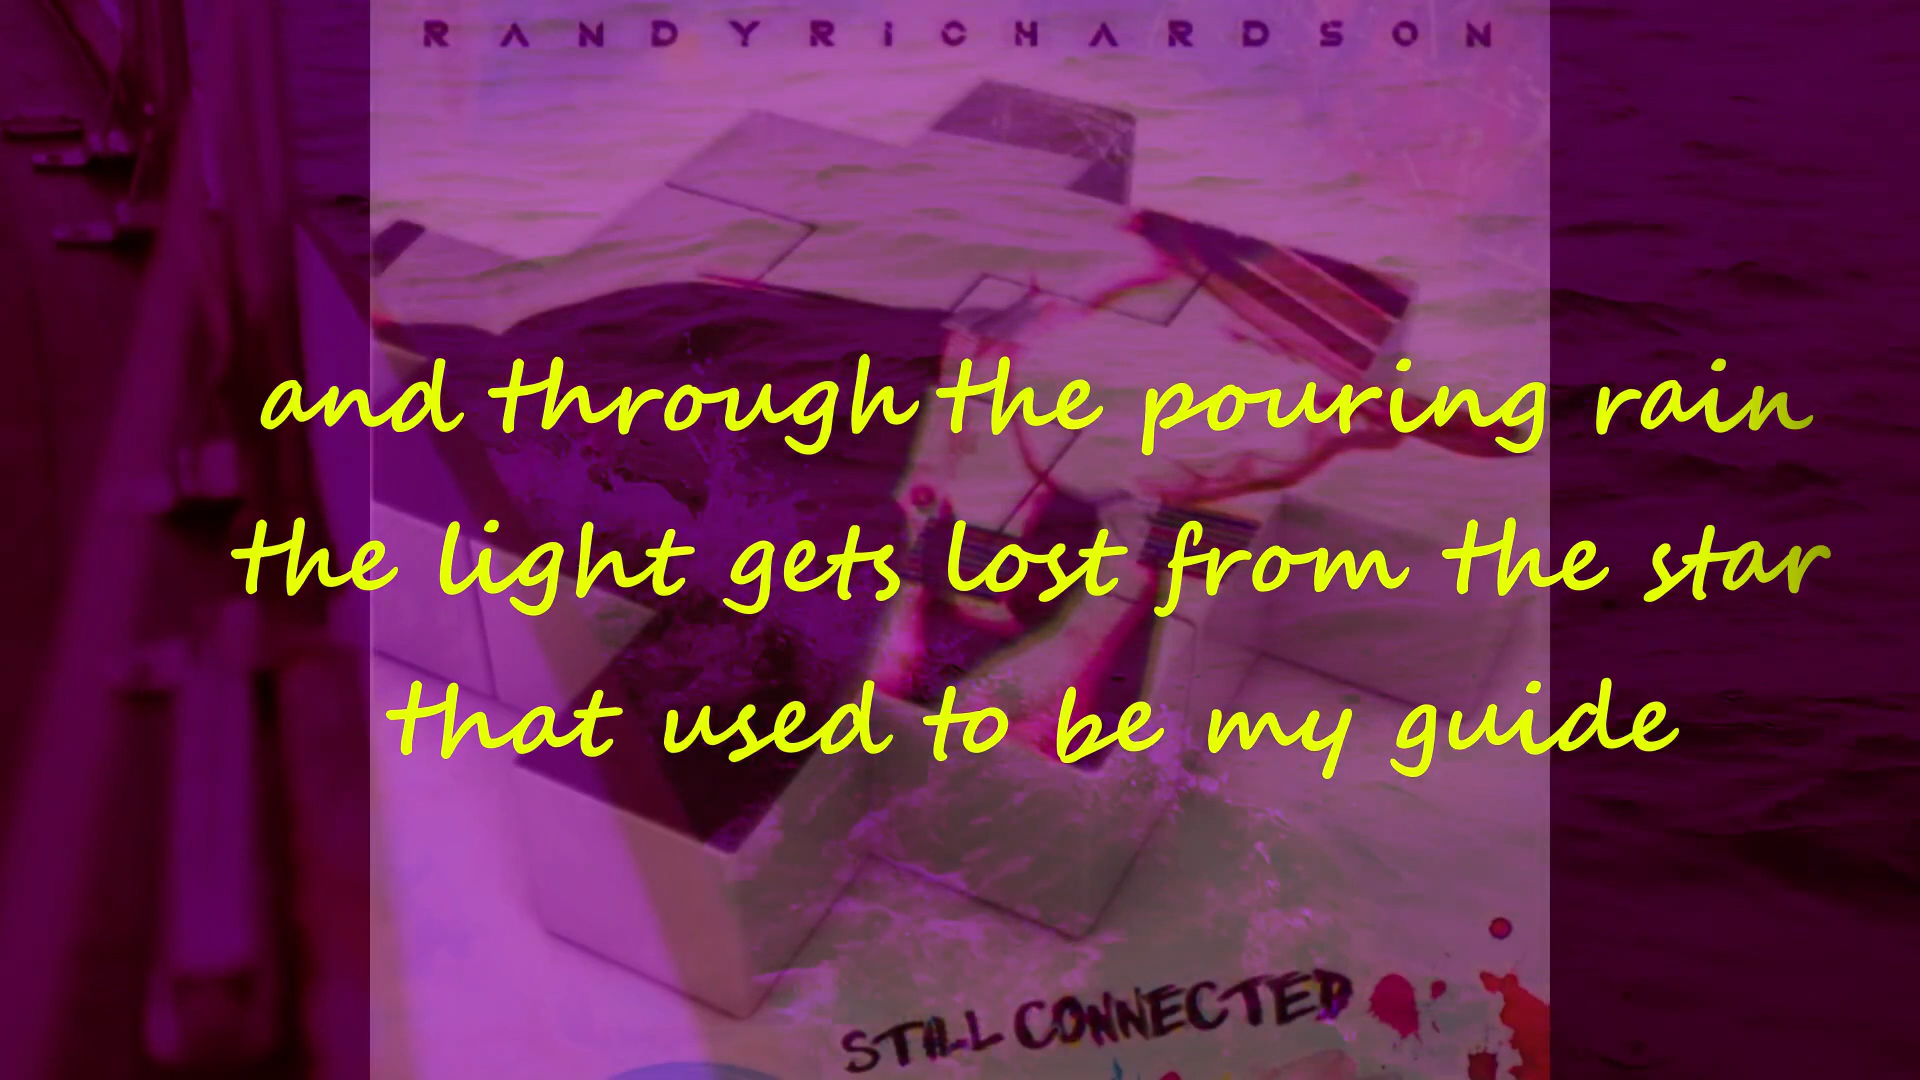 RANDYRiCHARDSON
and through the pouring rain
the light gets lost from the star
that used to be my guide
STILL CONNECTED